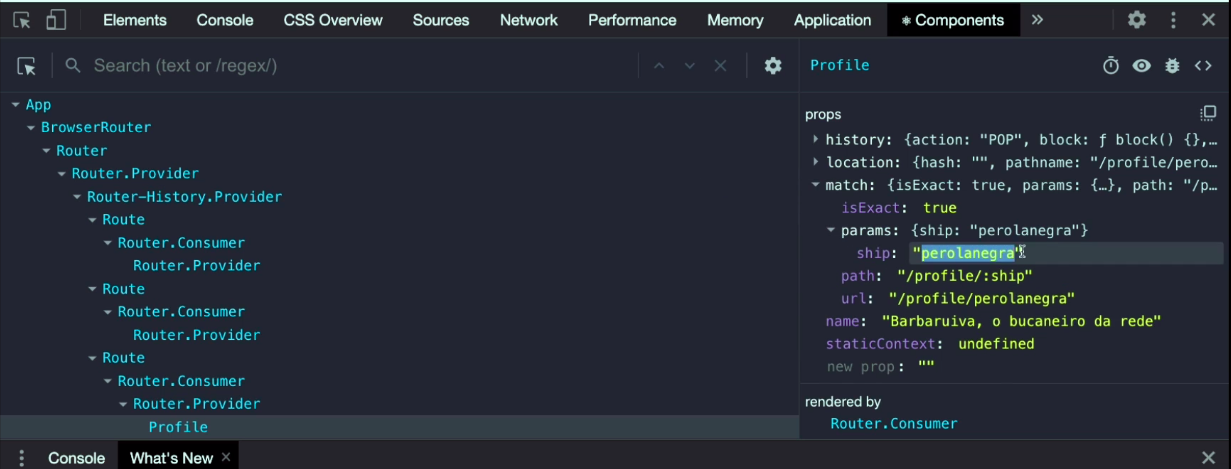 Elements Console CSS Overview Sources Network Performance Memory Application Components »
Search (text or /regex/)
App
BrowserRouter
Router
Router.Provider
Router-History.Provider
Route
Router.Consumer
Router.Provider
Route
Router.Consumer
Router.Provider
Route
Router.Consumer
Router.Provider
Profile
Profile
props
history: {action: "POP", block: ƒ block() {},…
location: {hash: "", pathname: "/profile/pero…
match: {isExact: true, params: {…}, path: "/p…
isExact: true
params: {ship: "perolanegra"}
ship: "perolanegra"
path: "/profile/:ship"
url: "/profile/perolanegra"
name: "Barbaruiva, o bucaneiro da rede"
staticContext: undefined
new prop: ""
rendered by
Router.Consumer
Console What's New ×